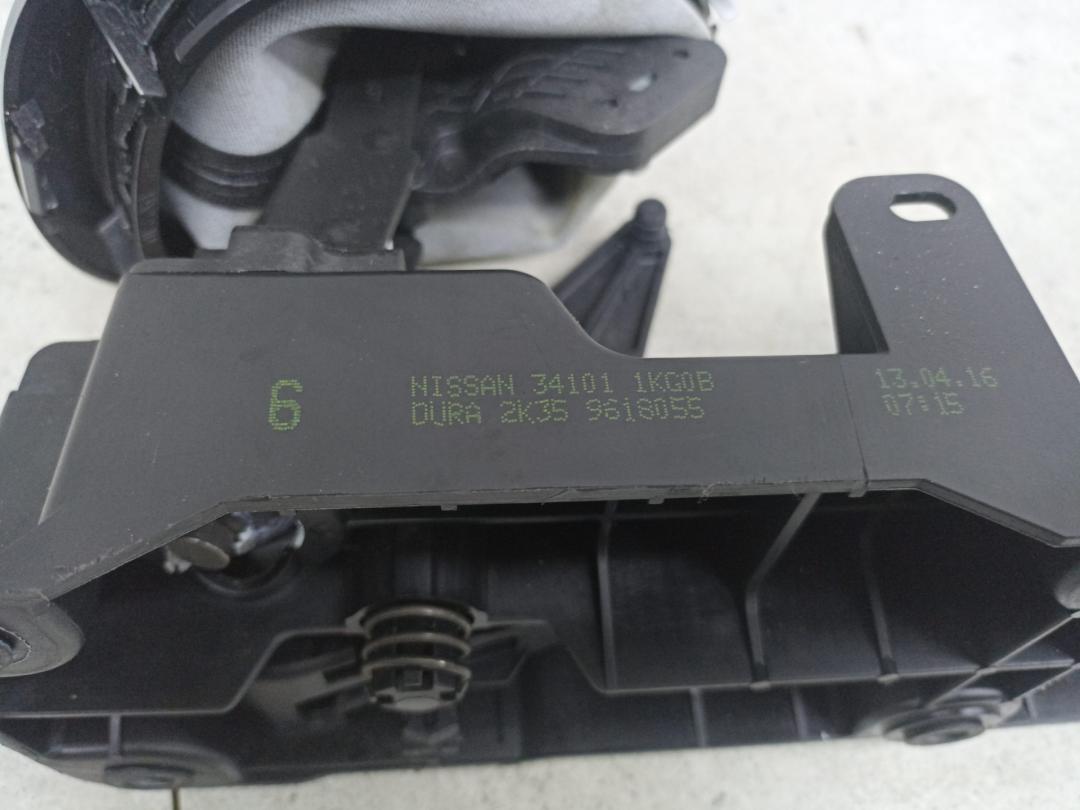 6
NISSAN 34101 1KG0B
DURA 2K35 9618055
13.04.16
07:15